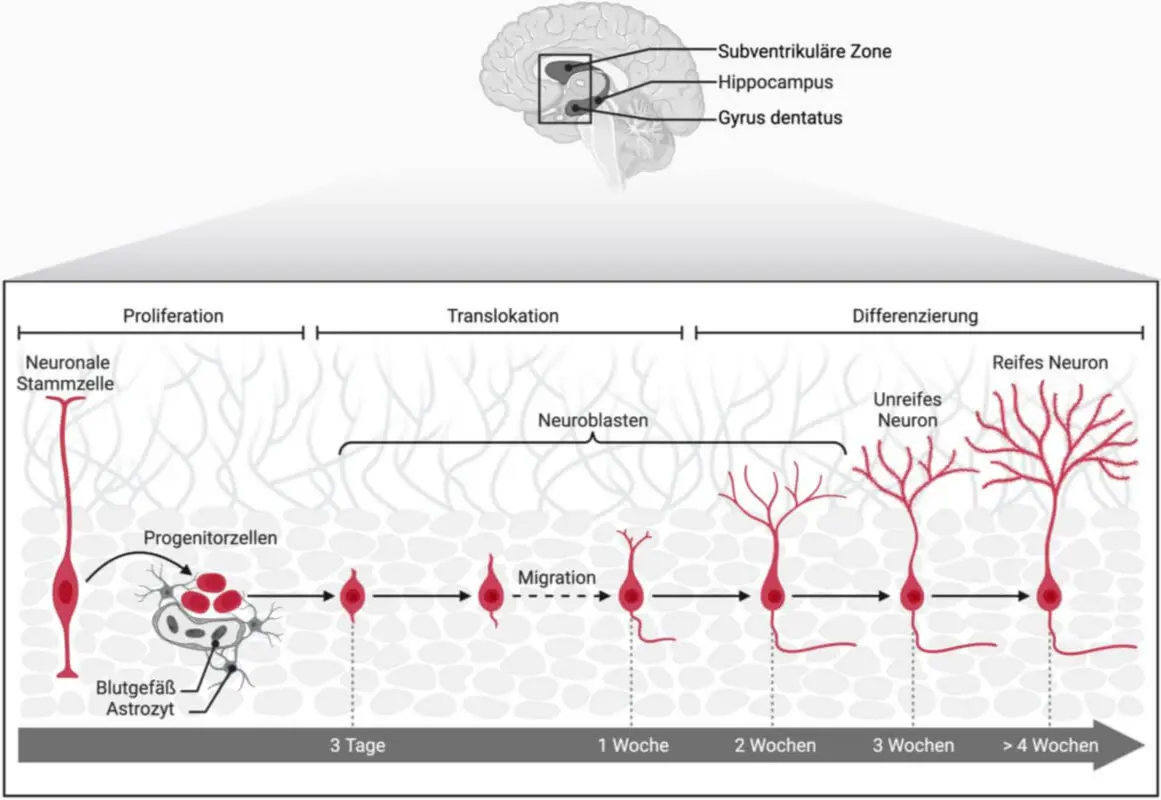 Subventrikuläre Zone
Hippocampus
Gyrus dentatus
Proliferation
Translokation
Differenzierung
Neuronale
Stammzelle
Reifes Neuron
Unreifes
Neuron
Neuroblasten
Progenitorzellen
Migration
Blutgefäß
Astrozyt
3 Tage
1 Woche
2 Wochen
3 Wochen
> 4 Wochen